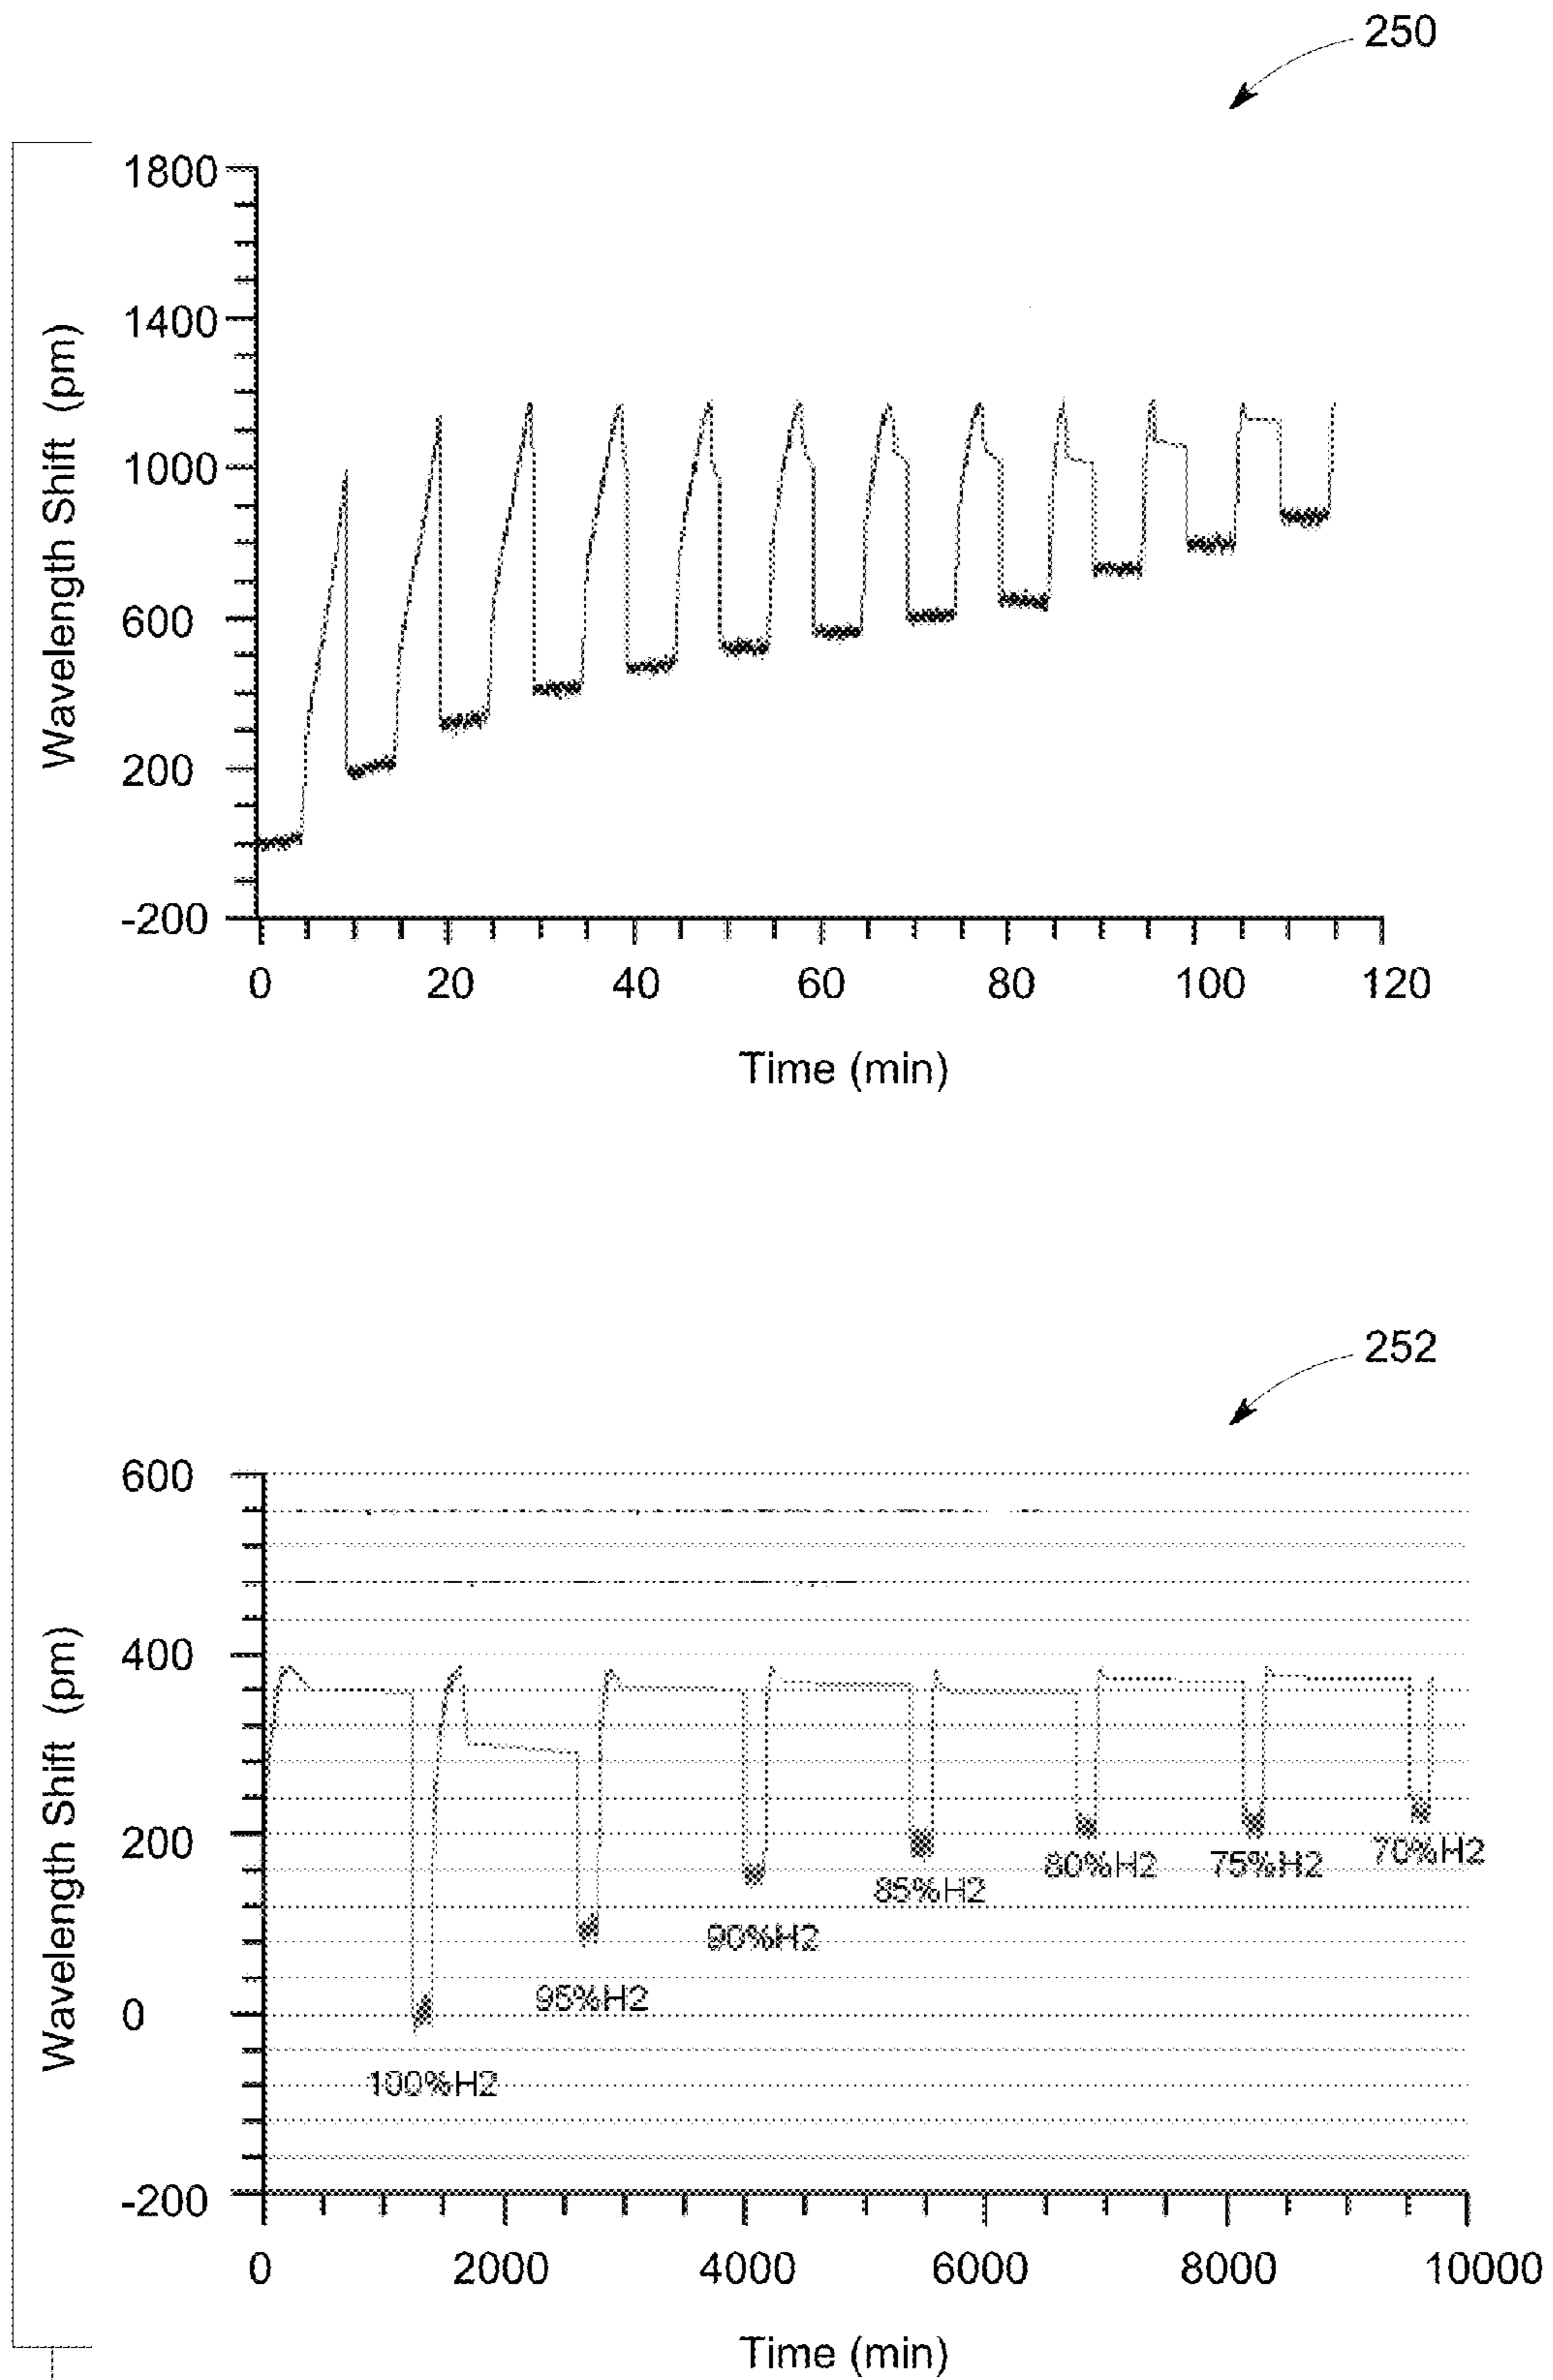 250
1800
1400
1000
600
200
-200
Wavelength Shift (pm)
0 20 40 60 80 100 120
Time (min)
252
600
400
200
0
-200
Wavelength Shift (pm)
100%H2
95%H2
90%H2
85%H2
80%H2
75%H2
70%H2
0 2000 4000 6000 8000 10000
Time (min)